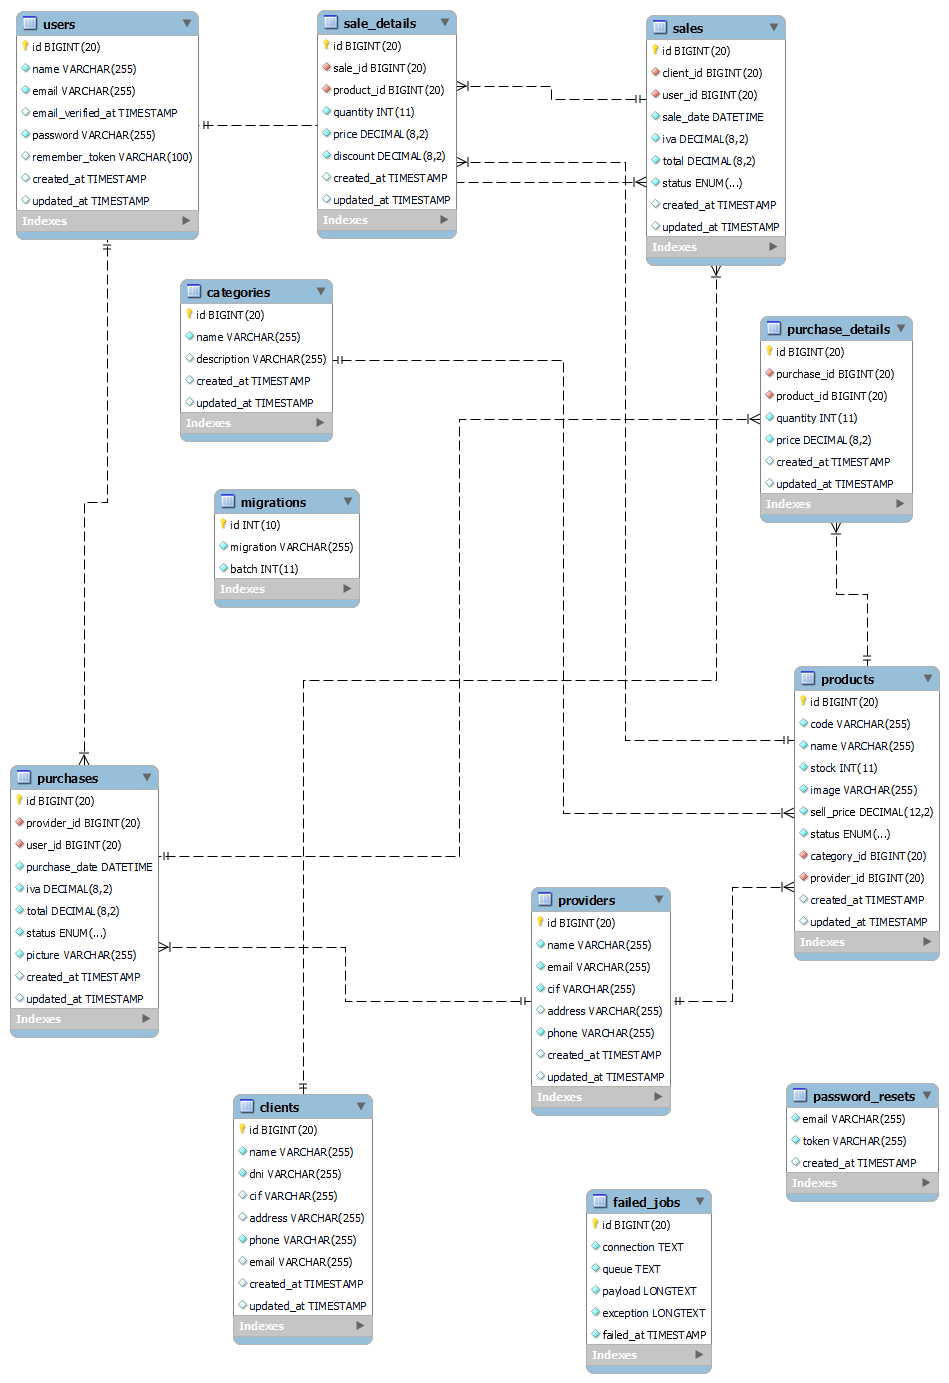 users
id BIGINT(20)
name VARCHAR(255)
email VARCHAR(255)
email_verified_at TIMESTAMP
password VARCHAR(255)
remember_token VARCHAR(100)
created_at TIMESTAMP
updated_at TIMESTAMP
Indexes
sale_details
id BIGINT(20)
sale_id BIGINT(20)
product_id BIGINT(20)
quantity INT(11)
price DECIMAL(8,2)
discount DECIMAL(8,2)
created_at TIMESTAMP
updated_at TIMESTAMP
Indexes
sales
id BIGINT(20)
client_id BIGINT(20)
user_id BIGINT(20)
sale_date DATETIME
iva DECIMAL(8,2)
total DECIMAL(8,2)
status ENUM(...)
created_at TIMESTAMP
updated_at TIMESTAMP
Indexes
categories
id BIGINT(20)
name VARCHAR(255)
description VARCHAR(255)
created_at TIMESTAMP
updated_at TIMESTAMP
Indexes
purchase_details
id BIGINT(20)
purchase_id BIGINT(20)
product_id BIGINT(20)
quantity INT(11)
price DECIMAL(8,2)
created_at TIMESTAMP
updated_at TIMESTAMP
Indexes
migrations
id INT(10)
migration VARCHAR(255)
batch INT(11)
Indexes
products
id BIGINT(20)
code VARCHAR(255)
name VARCHAR(255)
stock INT(11)
image VARCHAR(255)
sell_price DECIMAL(12,2)
status ENUM(...)
category_id BIGINT(20)
provider_id BIGINT(20)
created_at TIMESTAMP
updated_at TIMESTAMP
Indexes
purchases
id BIGINT(20)
provider_id BIGINT(20)
user_id BIGINT(20)
purchase_date DATETIME
iva DECIMAL(8,2)
total DECIMAL(8,2)
status ENUM(...)
picture VARCHAR(255)
created_at TIMESTAMP
updated_at TIMESTAMP
Indexes
providers
id BIGINT(20)
name VARCHAR(255)
email VARCHAR(255)
cif VARCHAR(255)
address VARCHAR(255)
phone VARCHAR(255)
created_at TIMESTAMP
updated_at TIMESTAMP
Indexes
clients
id BIGINT(20)
name VARCHAR(255)
dni VARCHAR(255)
cif VARCHAR(255)
address VARCHAR(255)
phone VARCHAR(255)
email VARCHAR(255)
created_at TIMESTAMP
updated_at TIMESTAMP
Indexes
password_resets
email VARCHAR(255)
token VARCHAR(255)
created_at TIMESTAMP
Indexes
failed_jobs
id BIGINT(20)
connection TEXT
queue TEXT
payload LONGTEXT
exception LONGTEXT
failed_at TIMESTAMP
Indexes